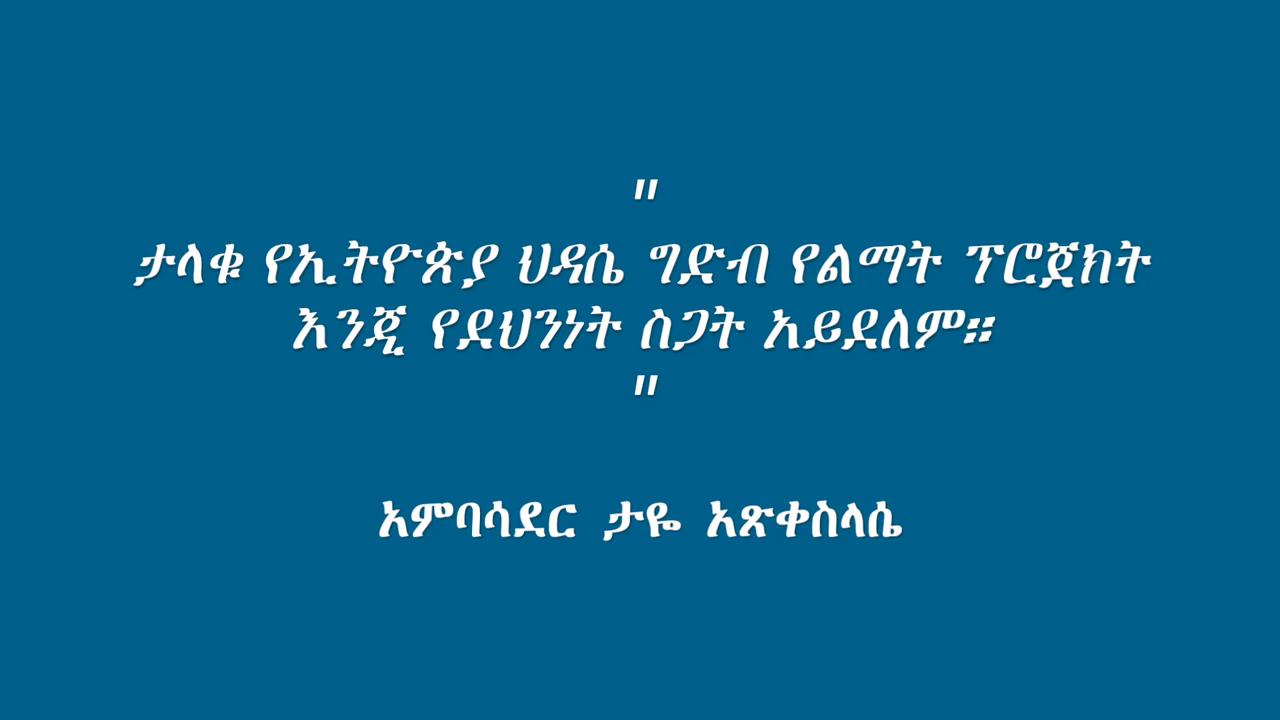 "
ታላቁ የኢትዮጵያ ህዳሴ ግድብ የልማት ፕሮጀክት
እንጂ የደህንነት ስጋት አይደለም።
"
አምባሳደር ታዬ አጽቀስላሴ